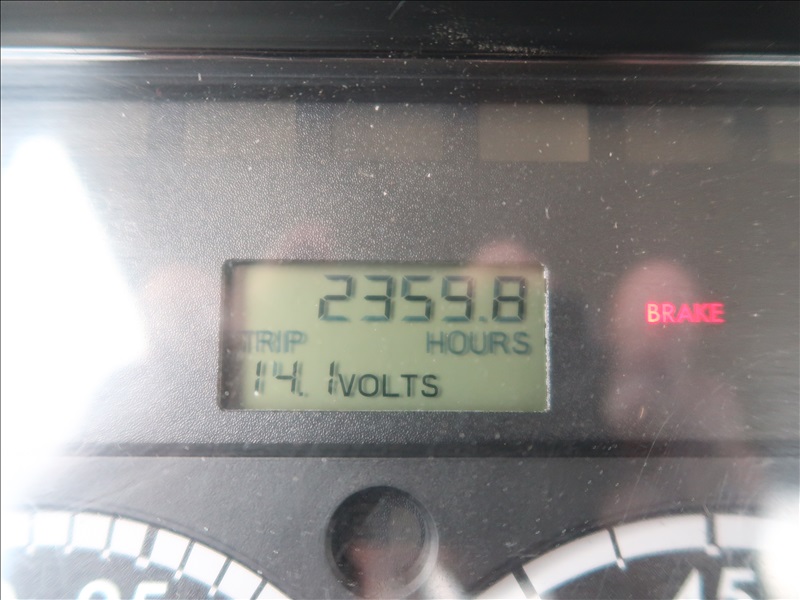 2359.8
BRAKE
TRIP HOURS
14.1 VOLTS